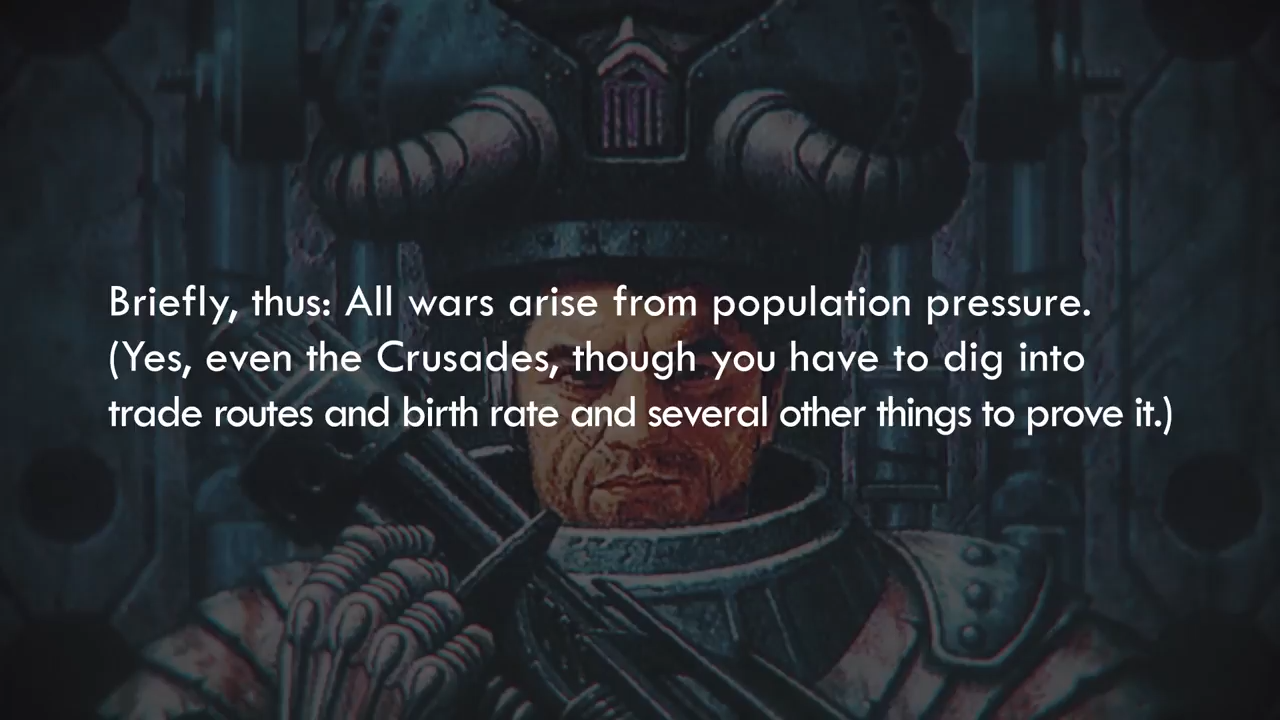 Briefly, thus: All wars arise from population pressure.
(Yes, even the Crusades, though you have to dig into
trade routes and birth rate and several other things to prove it.)